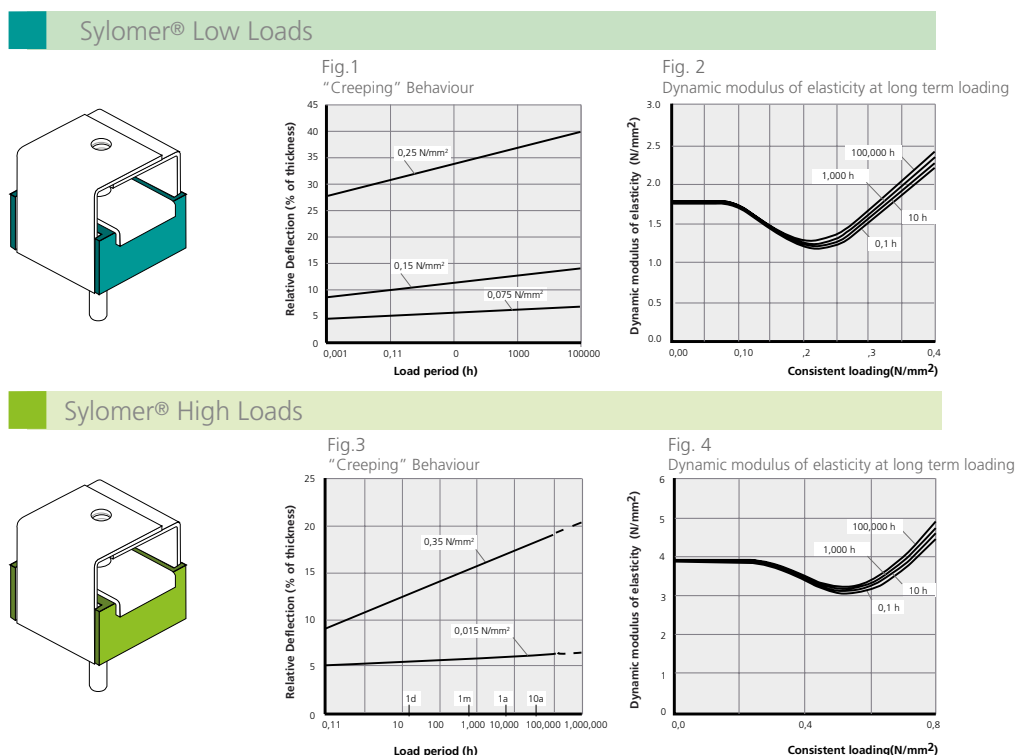 Sylomer® Low Loads
Fig.1
“Creeping” Behaviour
Relative Deflection (% of thickness)
45
40
35
30
25
20
15
10
5
0
0,25 N/mm²
0,15 N/mm²
0,075 N/mm²
0,001 0,11 0 1000 100000
Load period (h)
Fig. 2
Dynamic modulus of elasticity at long term loading
Dynamic modulus of elasticity (N/mm²)
3.0
2.5
2.0
1.5
1.0
0.5
0.0
100,000 h
1,000 h
10 h
0,1 h
0,00 0,10 ,2 ,3 0,4
Consistent loading(N/mm²)
Sylomer® High Loads
Fig.3
“Creeping” Behaviour
Relative Deflection (% of thickness)
25
20
15
10
5
0
0,35 N/mm²
0,015 N/mm²
1d 1m 1a 10a
0,11 10 100 1,000 10,000 100,000 1,000,000
Load period (h)
Fig. 4
Dynamic modulus of elasticity at long term loading
Dynamic modulus of elasticity (N/mm²)
6
5
4
3
2
1
0
100,000 h
1,000 h
10 h
0,1 h
0,0 0,4 0,8
Consistent loading(N/mm²)